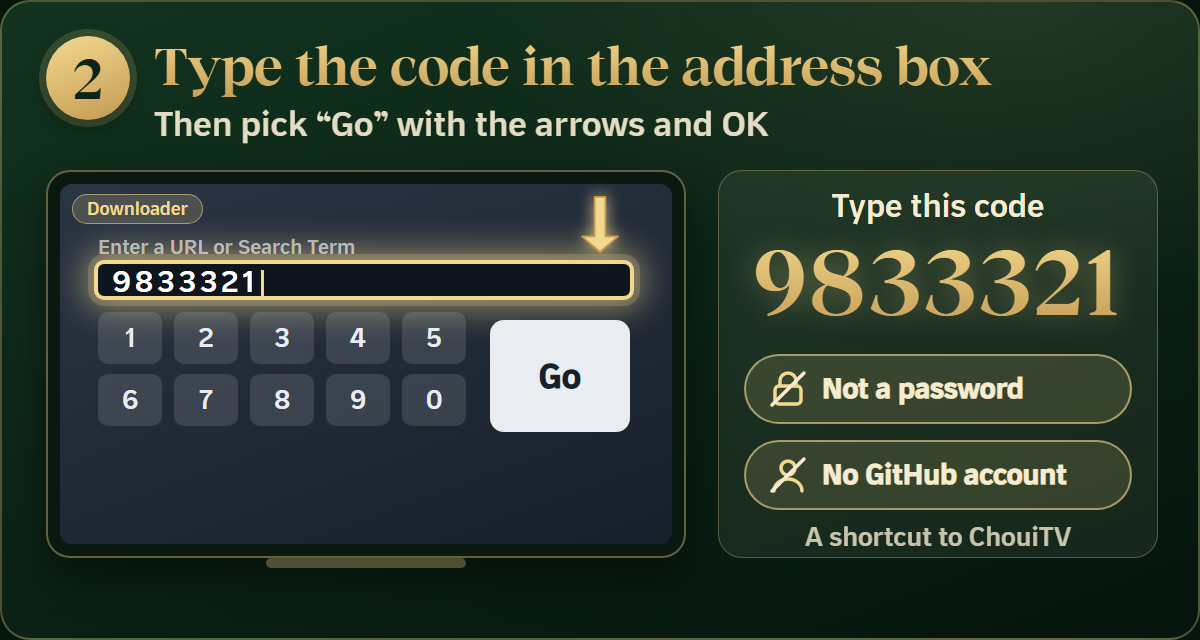 2
Type the code in the address box
Then pick “Go” with the arrows and OK
Downloader
Enter a URL or Search Term
9833321
1 2 3 4 5
6 7 8 9 0
Go
Type this code
9833321
Not a password
No GitHub account
A shortcut to ChouiTV